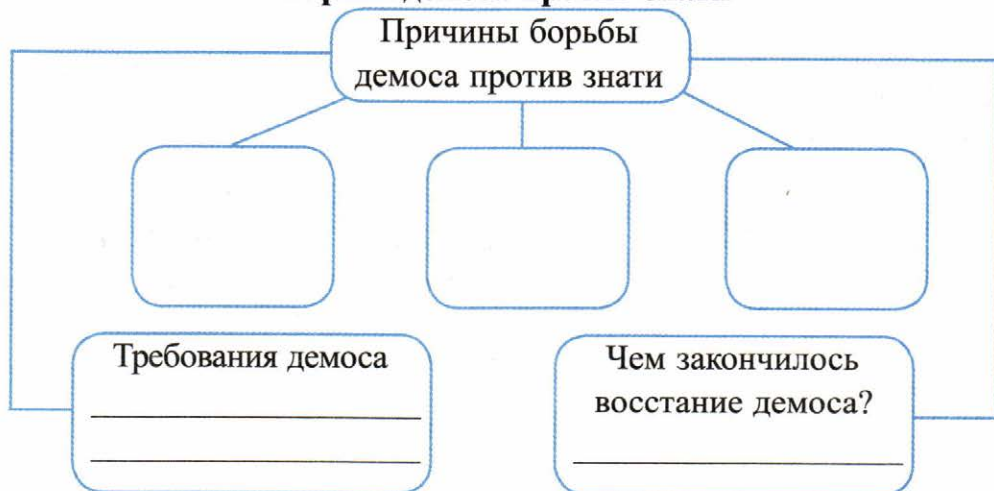 Причины борьбы
демоса против знати
Требования демоса
Чем закончилось
восстание демоса?